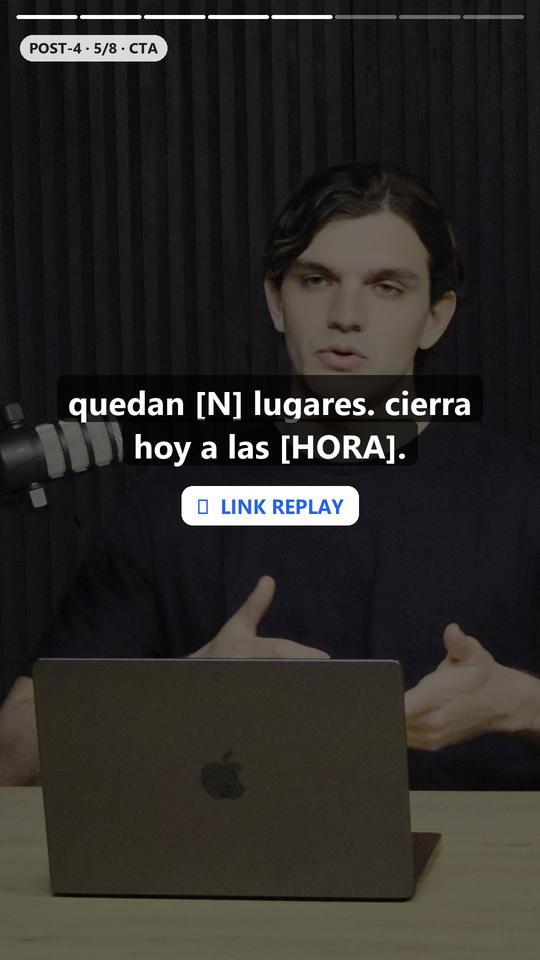 POST-4 · 5/8 · CTA
quedan [N] lugares. cierra
hoy a las [HORA].
LINK REPLAY